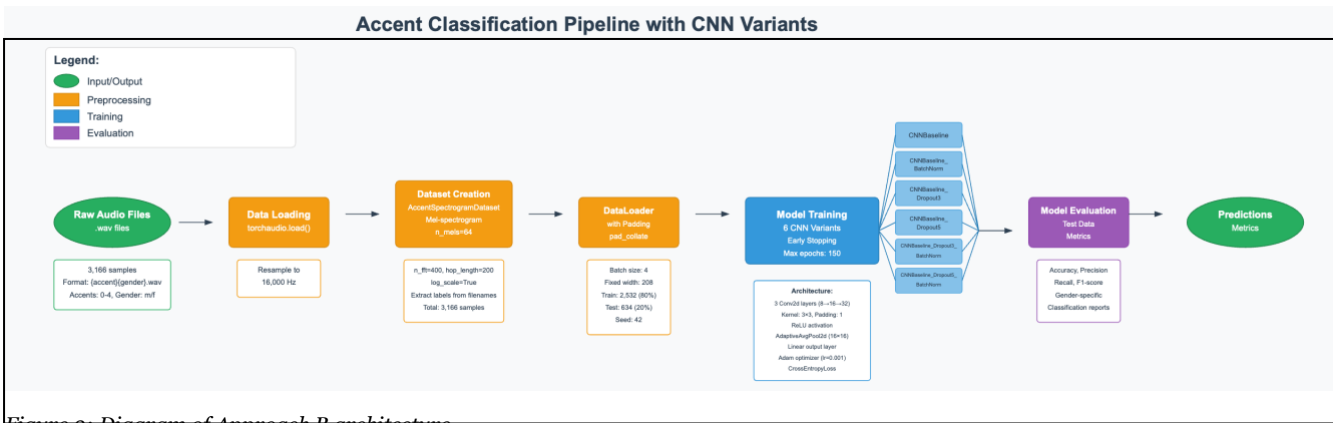 Accent Classification Pipeline with CNN Variants
Legend:
Input/Output
Preprocessing
Training
Evaluation
Raw Audio Files
.wav files
3,166 samples
Format: {accent}{gender}.wav
Accents: 0-4, Gender: m/f
Data Loading
torchaudio.load()
Resample to
16,000 Hz
Dataset Creation
AccentSpectrogramDataset
Mel-spectrogram
n_mels=64
n_fft=400, hop_length=200
log_scale=True
Extract labels from filenames
Total: 3,166 samples
DataLoader
with Padding
pad_collate
Batch size: 4
Fixed width: 208
Train: 2,532 (80%)
Test: 634 (20%)
Seed: 42
Model Training
6 CNN Variants
Early Stopping
Max epochs: 150
Architecture:
3 Conv2d layers (8→16→32)
Kernel: 3×3, Padding: 1
ReLU activation
AdaptiveAvgPool2d (16×16)
Linear output layer
Adam optimizer (lr=0.001)
CrossEntropyLoss
CNNBaseline
CNNBaseline_
BatchNorm
CNNBaseline_
Dropout3
CNNBaseline_
Dropout5
CNNBaseline_Dropout3_
BatchNorm
CNNBaseline_Dropout5_
BatchNorm
Model Evaluation
Test Data
Metrics
Accuracy, Precision
Recall, F1-score
Gender-specific
Classification reports
Predictions
Metrics
Diagram of Approach B architecture